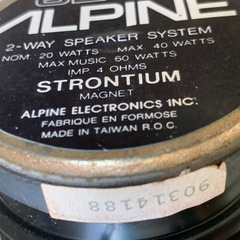 ALPINE
2-WAY SPEAKER SYSTEM
NOM. 20 WATTS MAX 40 WATTS
MAX MUSIC 60 WATTS
IMP. 4 OHMS
STRONTIUM
MAGNET
ALPINE ELECTRONICS INC.
FABRIQUE EN FORMOSE
MADE IN TAIWAN R.O.C.
90314188